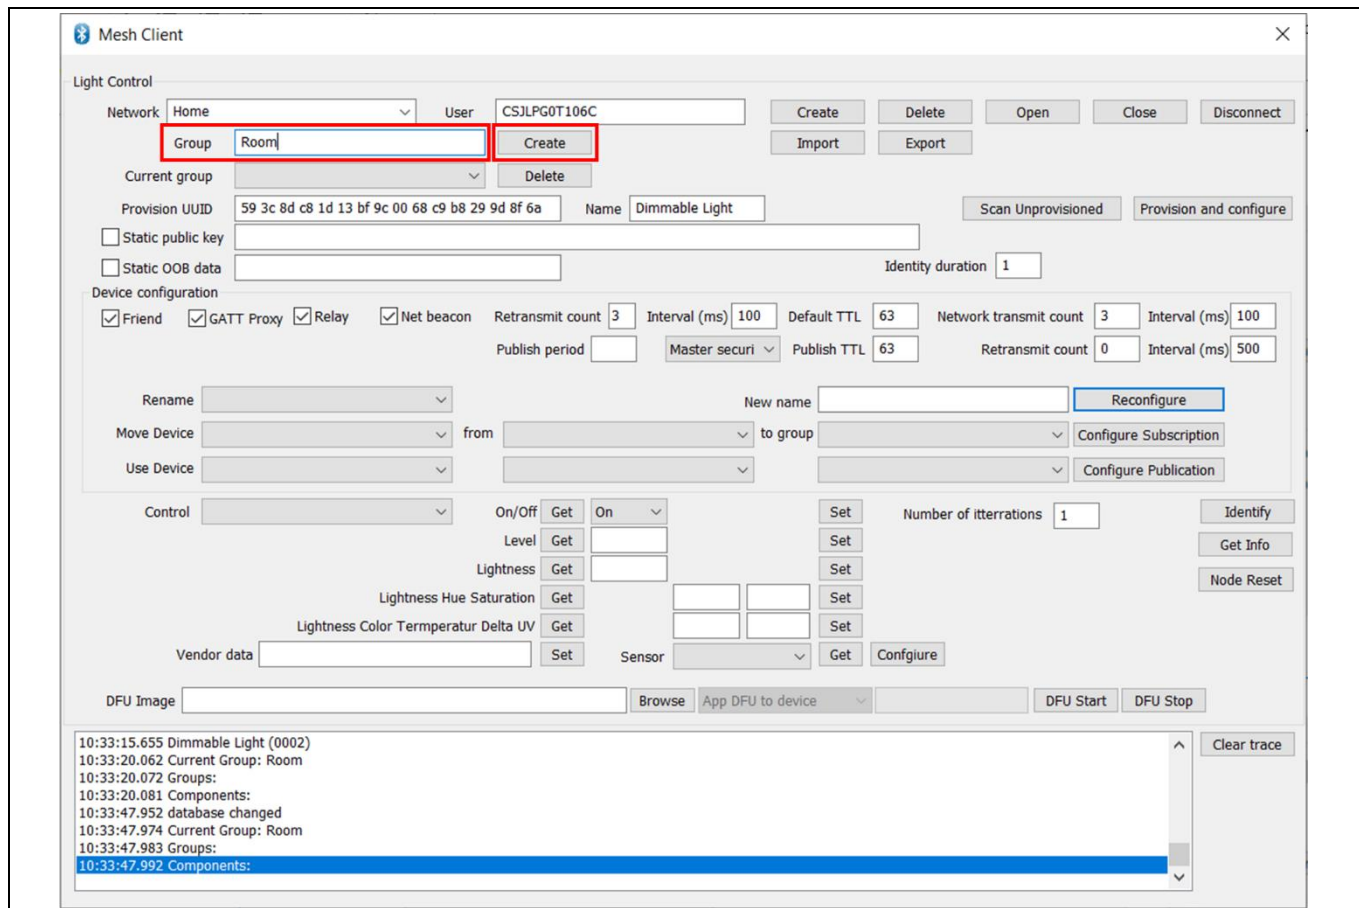 Mesh Client
Light Control
Network Home User CSJLPG0T106C Create Delete Open Close Disconnect
Group Room Create Import Export
Current group Delete
Provision UUID 59 3c 8d c8 1d 13 bf 9c 00 68 c9 b8 29 9d 8f 6a Name Dimmable Light Scan Unprovisioned Provision and configure
Static public key
Static OOB data Identity duration 1
Device configuration
Friend GATT Proxy Relay Net beacon Retransmit count 3 Interval (ms) 100 Default TTL 63 Network transmit count 3 Interval (ms) 100
Publish period Master securi Publish TTL 63 Retransmit count 0 Interval (ms) 500
Rename New name Reconfigure
Move Device from to group Configure Subscription
Use Device Configure Publication
Control On/Off Get On Set Number of itterrations 1 Identify
Level Get Set Get Info
Lightness Get Set Node Reset
Lightness Hue Saturation Get Set
Lightness Color Termperatur Delta UV Get Set
Vendor data Set Sensor Get Confgiure
DFU Image Browse App DFU to device DFU Start DFU Stop
10:33:15.655 Dimmable Light (0002) Clear trace
10:33:20.062 Current Group: Room
10:33:20.072 Groups:
10:33:20.081 Components:
10:33:47.952 database changed
10:33:47.974 Current Group: Room
10:33:47.983 Groups:
10:33:47.992 Components: